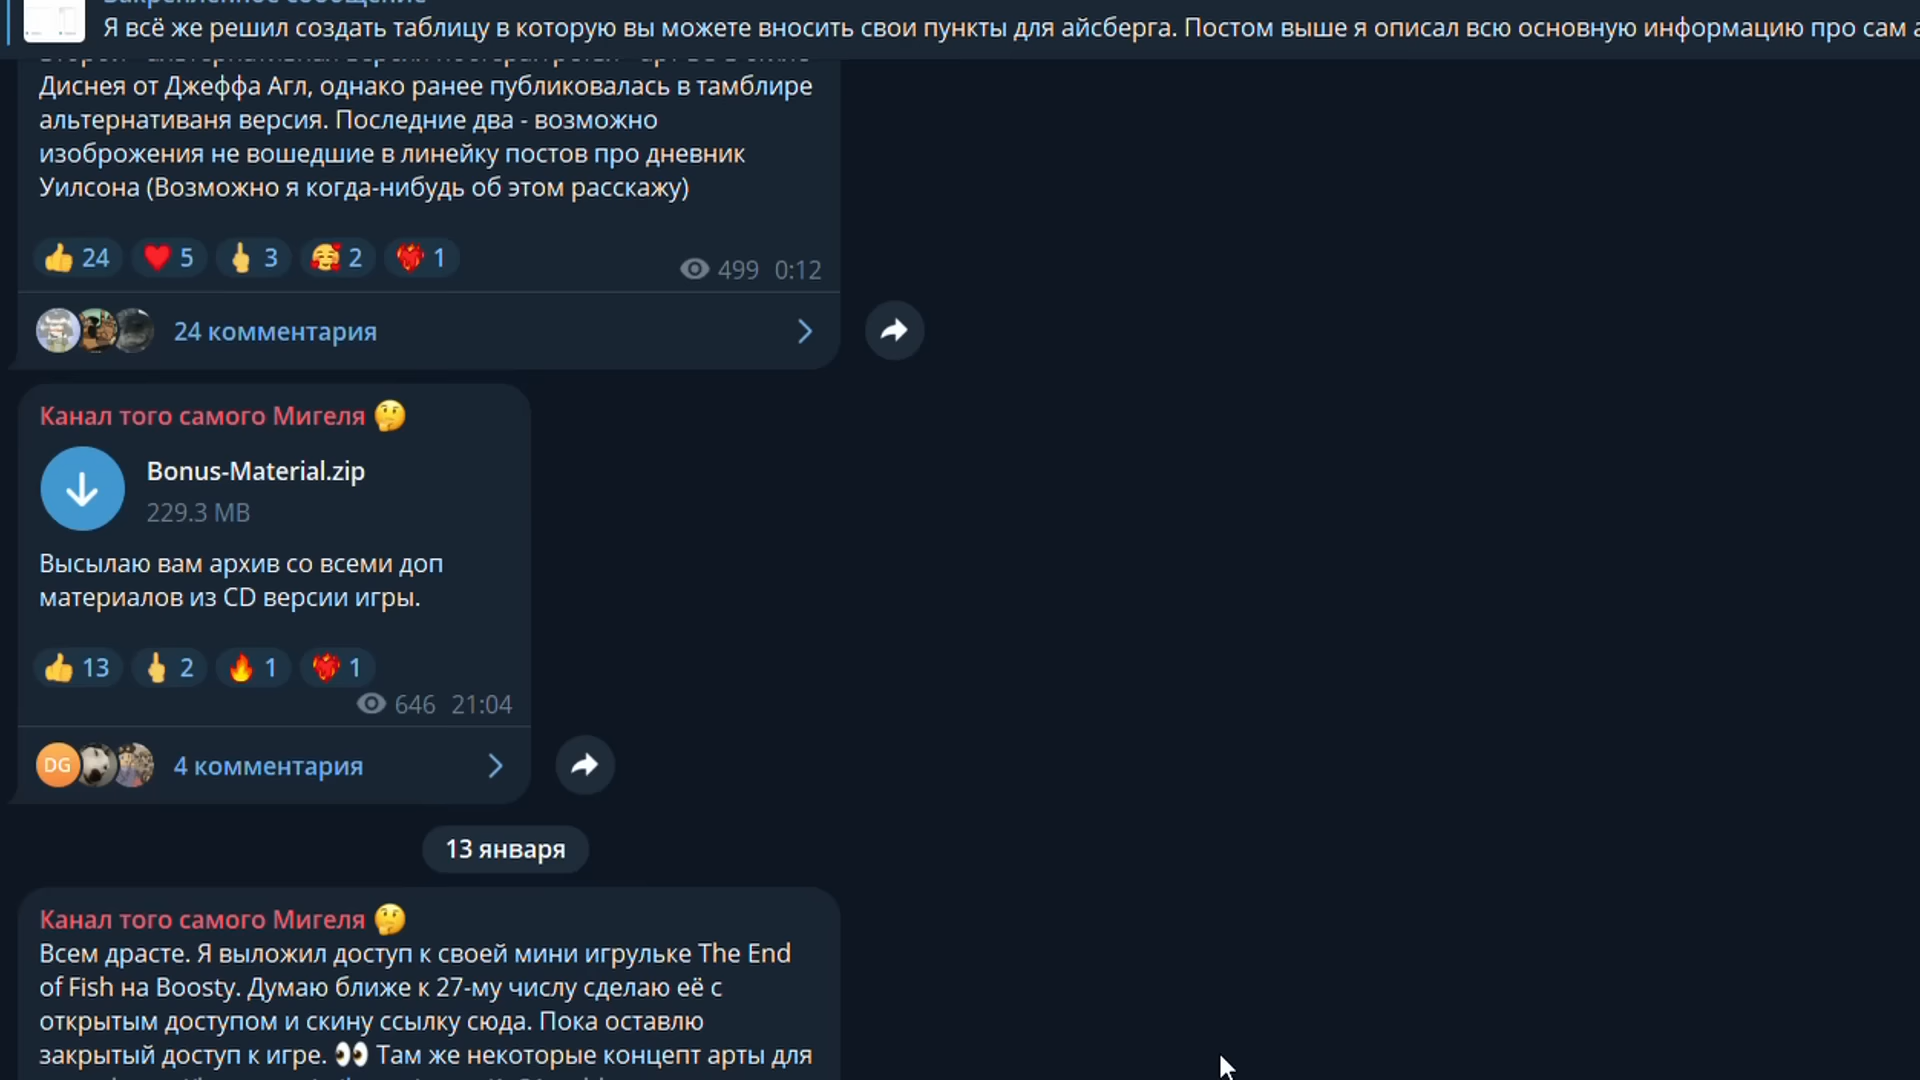 Закреплённое сообщение
Я всё же решил создать таблицу в которую вы можете вносить свои пункты для айсберга. Постом выше я описал всю основную информацию про сам
Диснея от Джеффа Агл, однако ранее публиковалась в тамблире
альтернативаня версия. Последние два - возможно
изоброжения не вошедшие в линейку постов про дневник
Уилсона (Возможно я когда-нибудь об этом расскажу)
👍 24 ❤️ 5 🖕 3 🥰 2 ❤️‍🔥 1
499 0:12
24 комментария
Канал того самого Мигеля 🤔
Bonus-Material.zip
229.3 MB
Высылаю вам архив со всеми доп
материалов из CD версии игры.
👍 13 🖕 2 🔥 1 ❤️‍🔥 1
646 21:04
DG
4 комментария
13 января
Канал того самого Мигеля 🤔
Всем драсте. Я выложил доступ к своей мини игрульке The End
of Fish на Boosty. Думаю ближе к 27-му числу сделаю её с
открытым доступом и скину ссылку сюда. Пока оставлю
закрытый доступ к игре. 👀 Там же некоторые концепт арты для